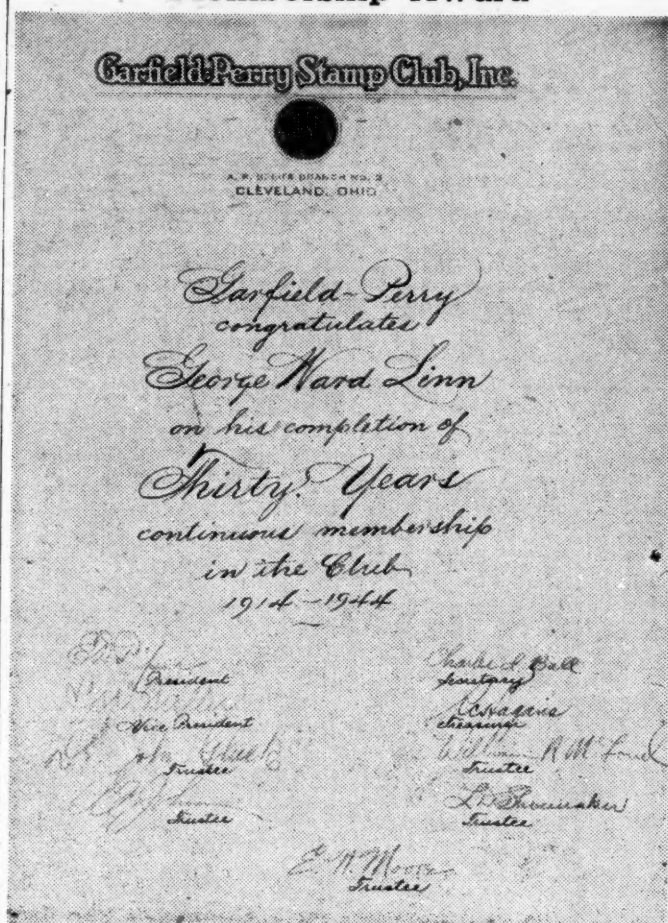 Garfield-Perry Stamp Club, Inc.
CLEVELAND, OHIO
Garfield-Perry
congratulates
George Ward Linn
on his completion of
Thirty Years
continuous membership
in the Club
1914-1944
President
Charles Ball
Secretary
Vice President
Treasurer
John
Trustee
William R
Trustee
Trustee
L D Shoemaker
Trustee
E. H. Moore
Trustee